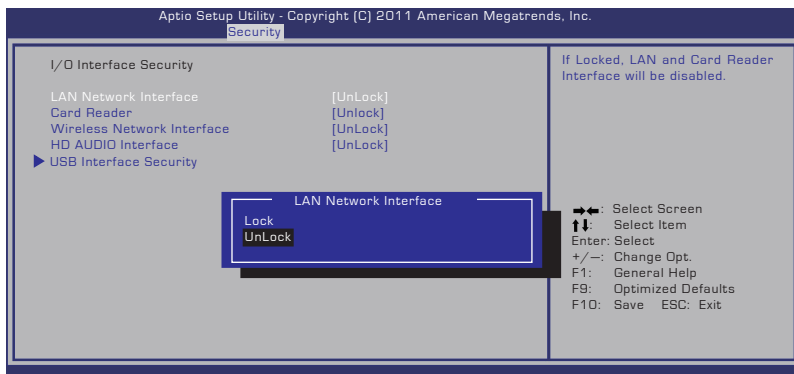 Aptio Setup Utility - Copyright (C) 2011 American Megatrends, Inc.
Security
I/O Interface Security
LAN Network Interface [UnLock]
Card Reader [Unlock]
Wireless Network Interface [UnLock]
HD AUDIO Interface [UnLock]
USB Interface Security
LAN Network Interface
Lock
UnLock
If Locked, LAN and Card Reader
Interface will be disabled.
→←: Select Screen
↑↓: Select Item
Enter: Select
+/—: Change Opt.
F1: General Help
F9: Optimized Defaults
F10: Save ESC: Exit